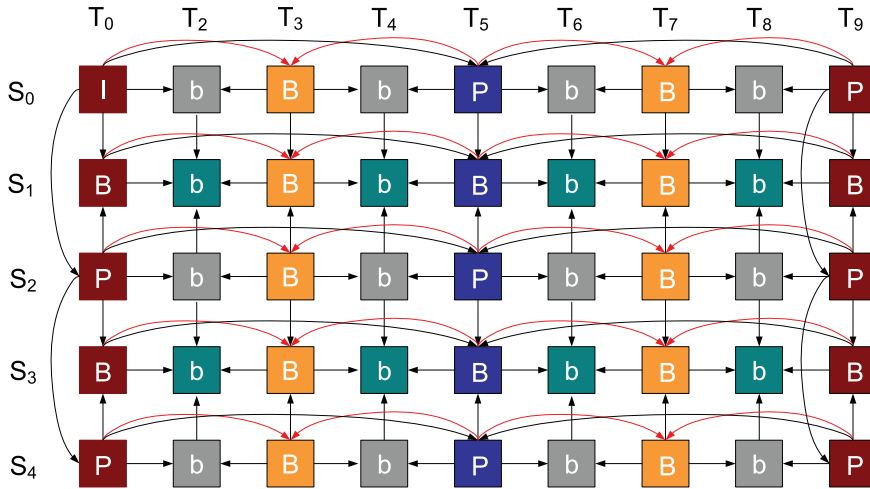 T0 T2 T3 T4 T5 T6 T7 T8 T9
S0 I b B b P b B b P
S1 B b B b B b B b B
S2 P b B b P b B b P
S3 B b B b B b B b B
S4 P b B b P b B b P